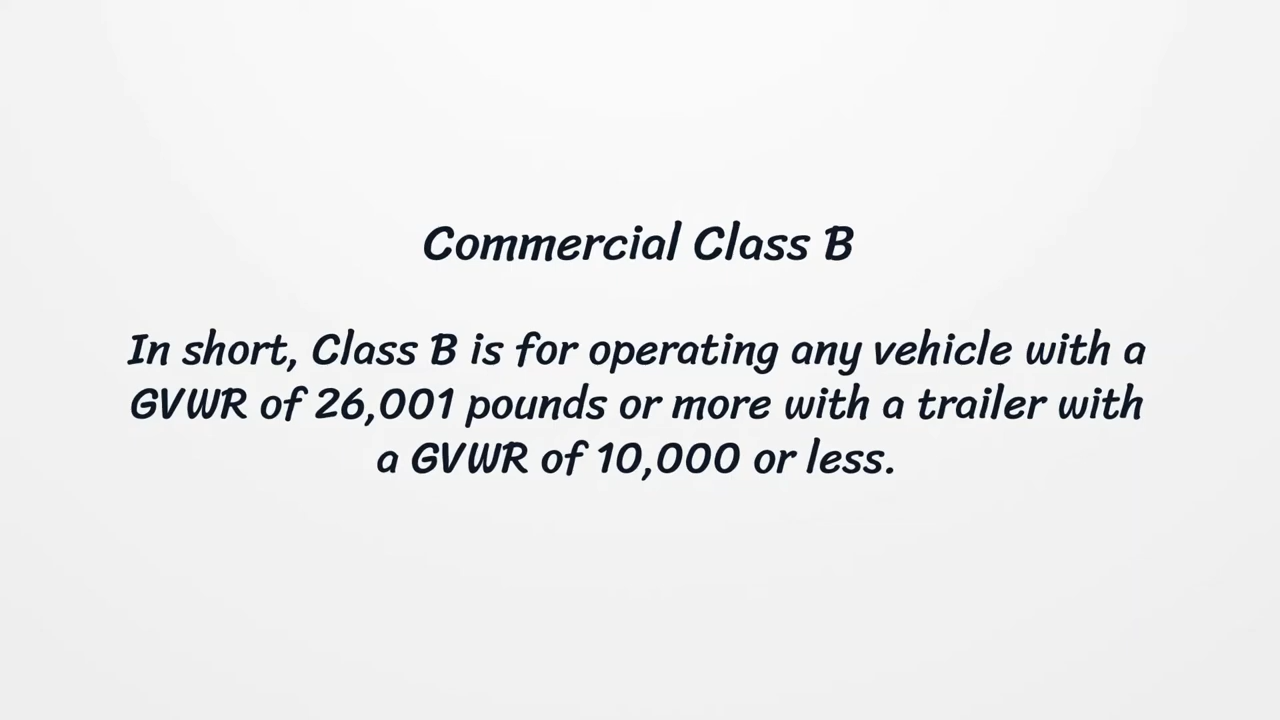 Commercial Class B
In short, Class B is for operating any vehicle with a
GVWR of 26,001 pounds or more with a trailer with
a GVWR of 10,000 or less.